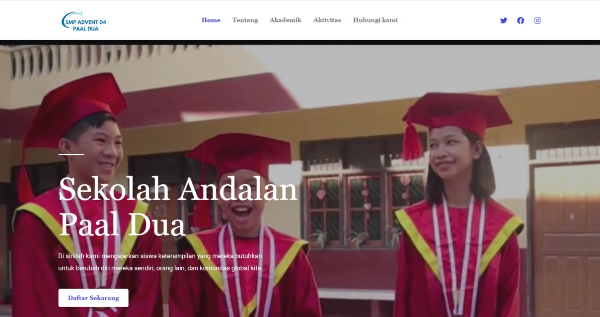 SMP ADVENT 04
PAAL DUA
Home Tentang Akademik Aktivitas Hubungi kami
Sekolah Andalan
Paal Dua
Di sinilah kami mengajarkan siswa keterampilan yang mereka butuhkan
untuk berubah diri mereka sendiri, orang lain, dan komunitas global kita.
Daftar Sekarang